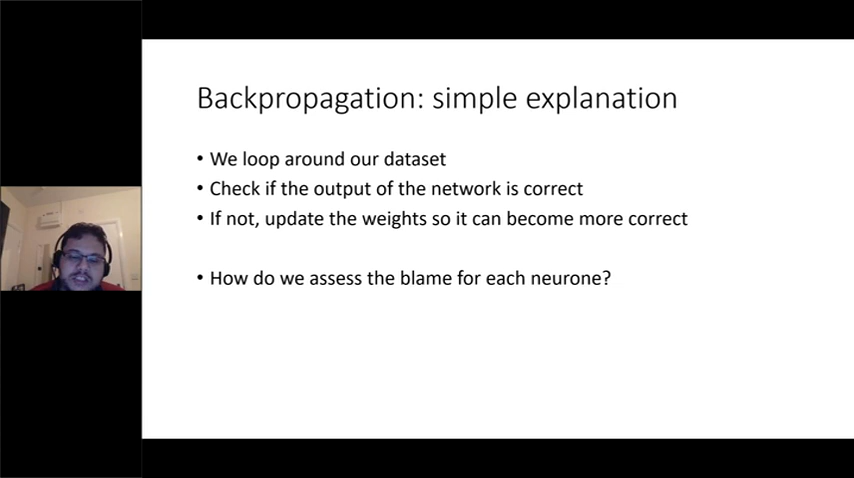 Backpropagation: simple explanation
• We loop around our dataset
• Check if the output of the network is correct
• If not, update the weights so it can become more correct
• How do we assess the blame for each neurone?